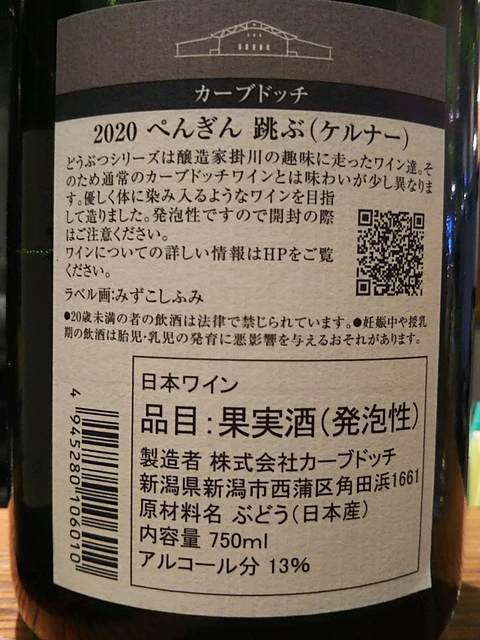 カーブドッチ
2020 ぺんぎん 跳ぶ(ケルナー)
どうぶつシリーズは醸造家掛川の趣味に走ったワイン達。そ
のため通常のカーブドッチワインとは味わいが少し異なりま
す。優しく体に染み入るようなワインを目指
して造りました。発泡性ですので開封の際
はご注意ください。
ワインについての詳しい情報はHPをご覧
ください。
ラベル画:みずこしふみ
●20歳未満の者の飲酒は法律で禁じられています。●妊娠中や授乳
期の飲酒は胎児・乳児の発育に悪影響を与えるおそれがあります。
日本ワイン
品目:果実酒(発泡性)
製造者 株式会社カーブドッチ
新潟県新潟市西蒲区角田浜1661
原材料名 ぶどう(日本産)
内容量 750ml
アルコール分 13%
4 945280 106010